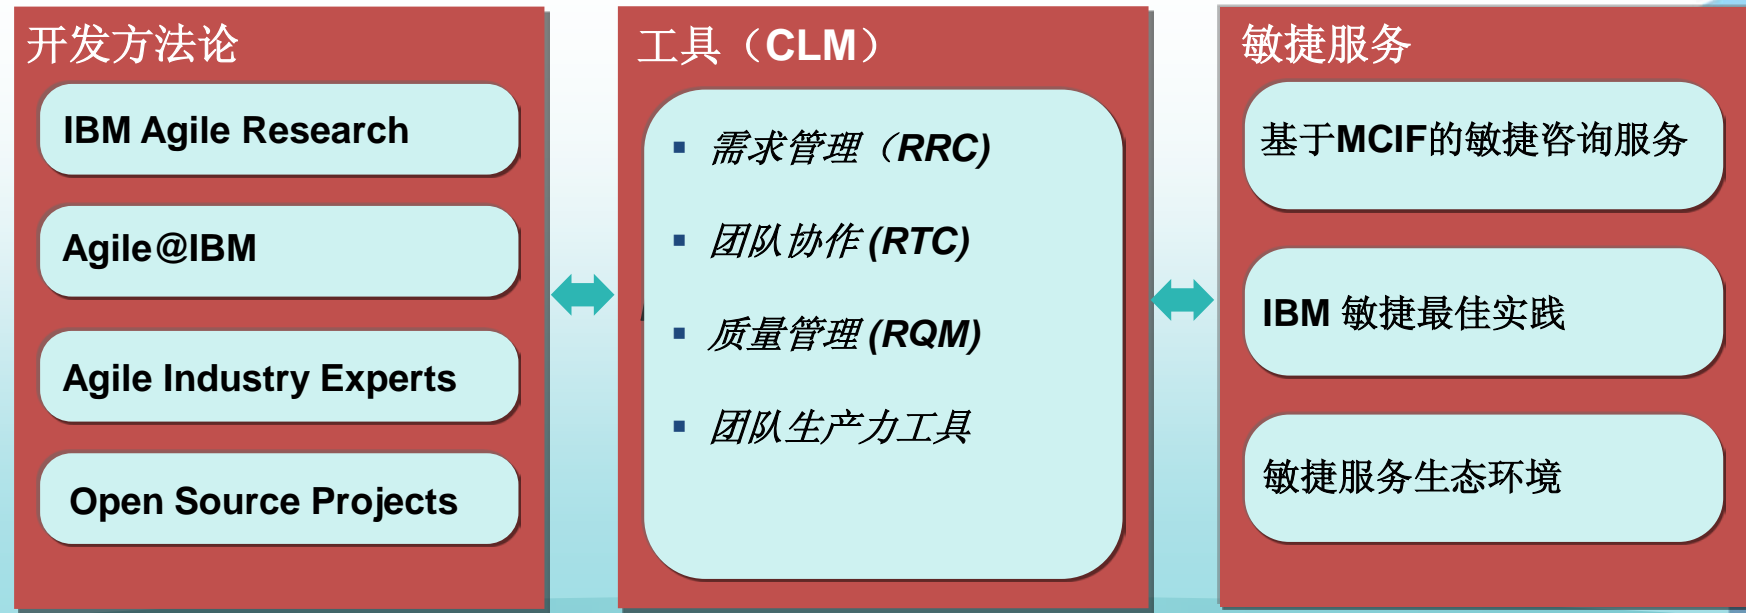 开发方法论
IBM Agile Research
Agile@IBM
Agile Industry Experts
Open Source Projects
工具（CLM）
需求管理（RRC)
团队协作 (RTC)
质量管理 (RQM)
团队生产力工具
敏捷服务
基于MCIF的敏捷咨询服务
IBM 敏捷最佳实践
敏捷服务生态环境